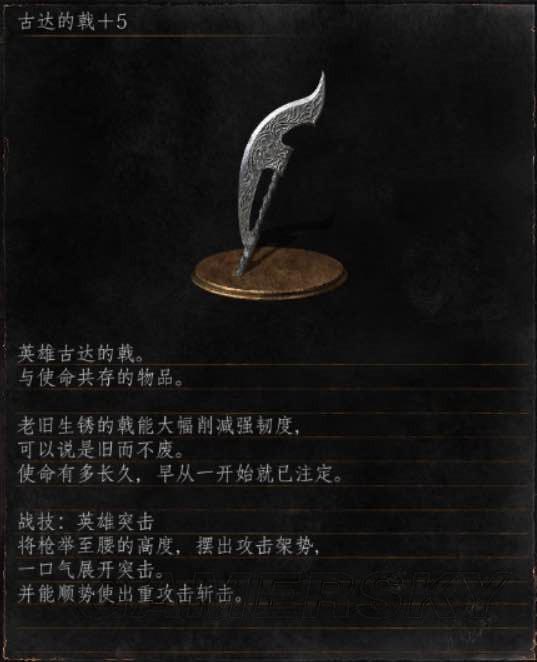 古达的戟＋5
英雄古达的戟。
与使命共存的物品。
老旧生锈的戟能大幅削减强韧度，
可以说是旧而不废。
使命有多长久，早从一开始就已注定。
战技：英雄突击
将枪举至腰的高度，摆出攻击架势，
一口气展开突击。
并能顺势使出重攻击斩击。